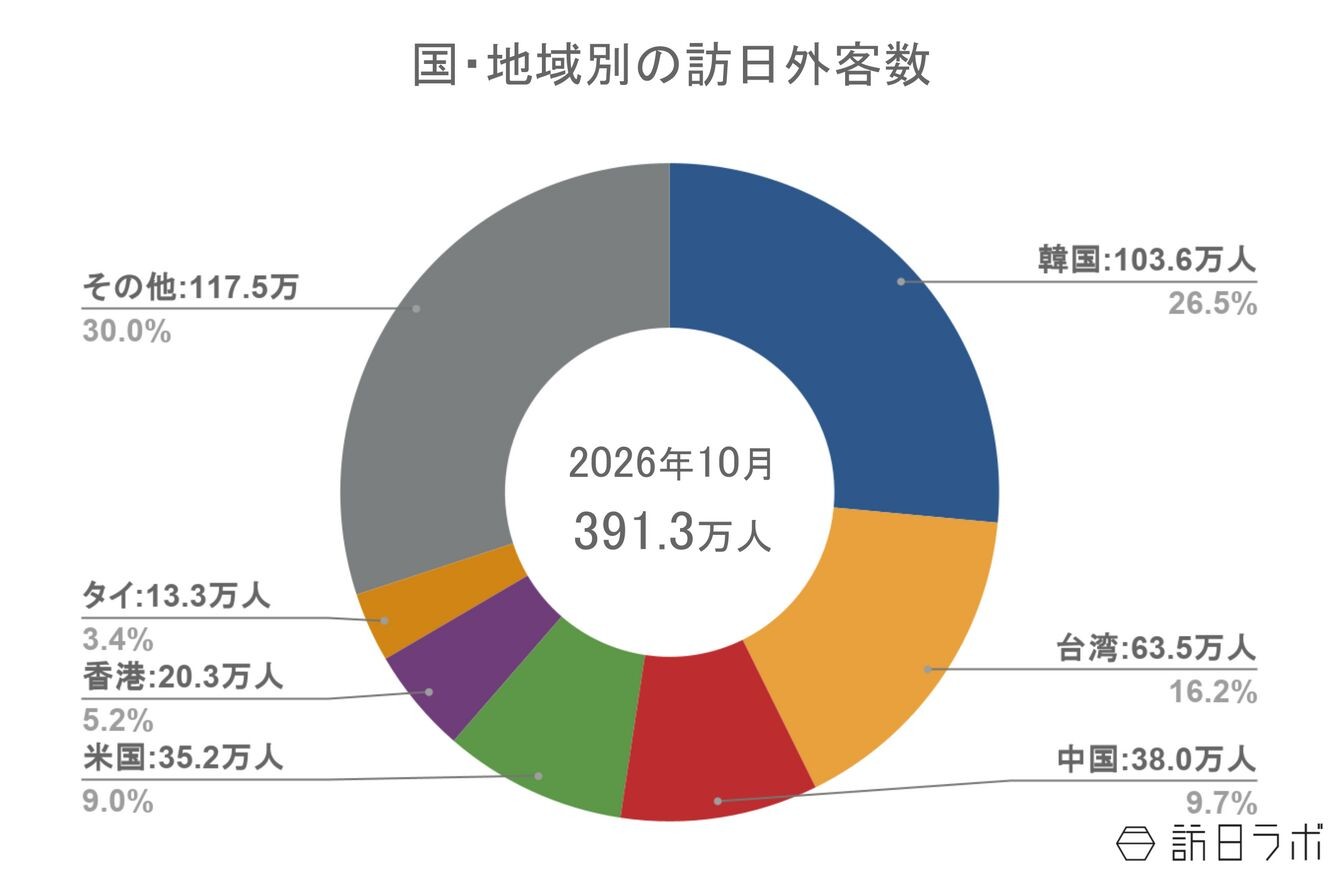 国・地域別の訪日外客数
韓国:103.6万人
26.5%
台湾:63.5万人
16.2%
中国:38.0万人
9.7%
米国:35.2万人
9.0%
香港:20.3万人
5.2%
タイ:13.3万人
3.4%
その他:117.5万
30.0%
2026年10月
391.3万人
訪日ラボ